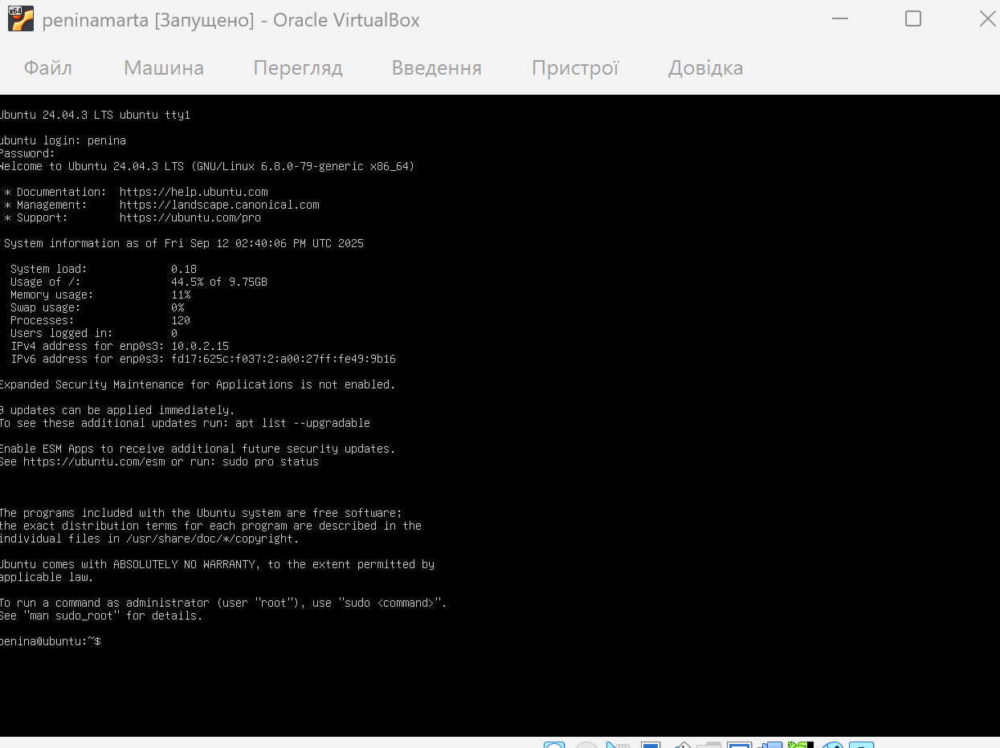 x64
peninamarta [Запущено] - Oracle VirtualBox
Файл Машина Перегляд Введення Пристрої Довідка
Ubuntu 24.04.3 LTS ubuntu tty1
ubuntu login: penina
Password:
Welcome to Ubuntu 24.04.3 LTS (GNU/Linux 6.8.0-79-generic x86_64)
* Documentation: https://help.ubuntu.com
* Management: https://landscape.canonical.com
* Support: https://ubuntu.com/pro
System information as of Fri Sep 12 02:40:06 PM UTC 2025
System load: 0.18
Usage of /: 44.5% of 9.75GB
Memory usage: 11%
Swap usage: 0%
Processes: 120
Users logged in: 0
IPv4 address for enp0s3: 10.0.2.15
IPv6 address for enp0s3: fd17:625c:f037:2:a00:27ff:fe49:9b16
Expanded Security Maintenance for Applications is not enabled.
9 updates can be applied immediately.
To see these additional updates run: apt list --upgradable
Enable ESM Apps to receive additional future security updates.
See https://ubuntu.com/esm or run: sudo pro status
The programs included with the Ubuntu system are free software;
the exact distribution terms for each program are described in the
individual files in /usr/share/doc/*/copyright.
Ubuntu comes with ABSOLUTELY NO WARRANTY, to the extent permitted by
applicable law.
To run a command as administrator (user "root"), use "sudo <command>".
See "man sudo_root" for details.
penina@ubuntu:~$